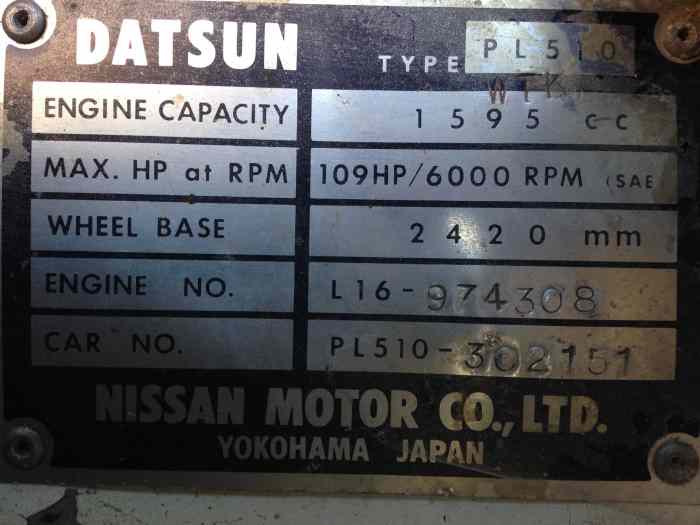 DATSUN TYPE PL510
ENGINE CAPACITY 1595 cc
MAX. HP at RPM 109HP/6000 RPM (SAE
WHEEL BASE 2420 mm
ENGINE NO. L16-974308
CAR NO. PL510-302151
NISSAN MOTOR CO., LTD.
YOKOHAMA JAPAN